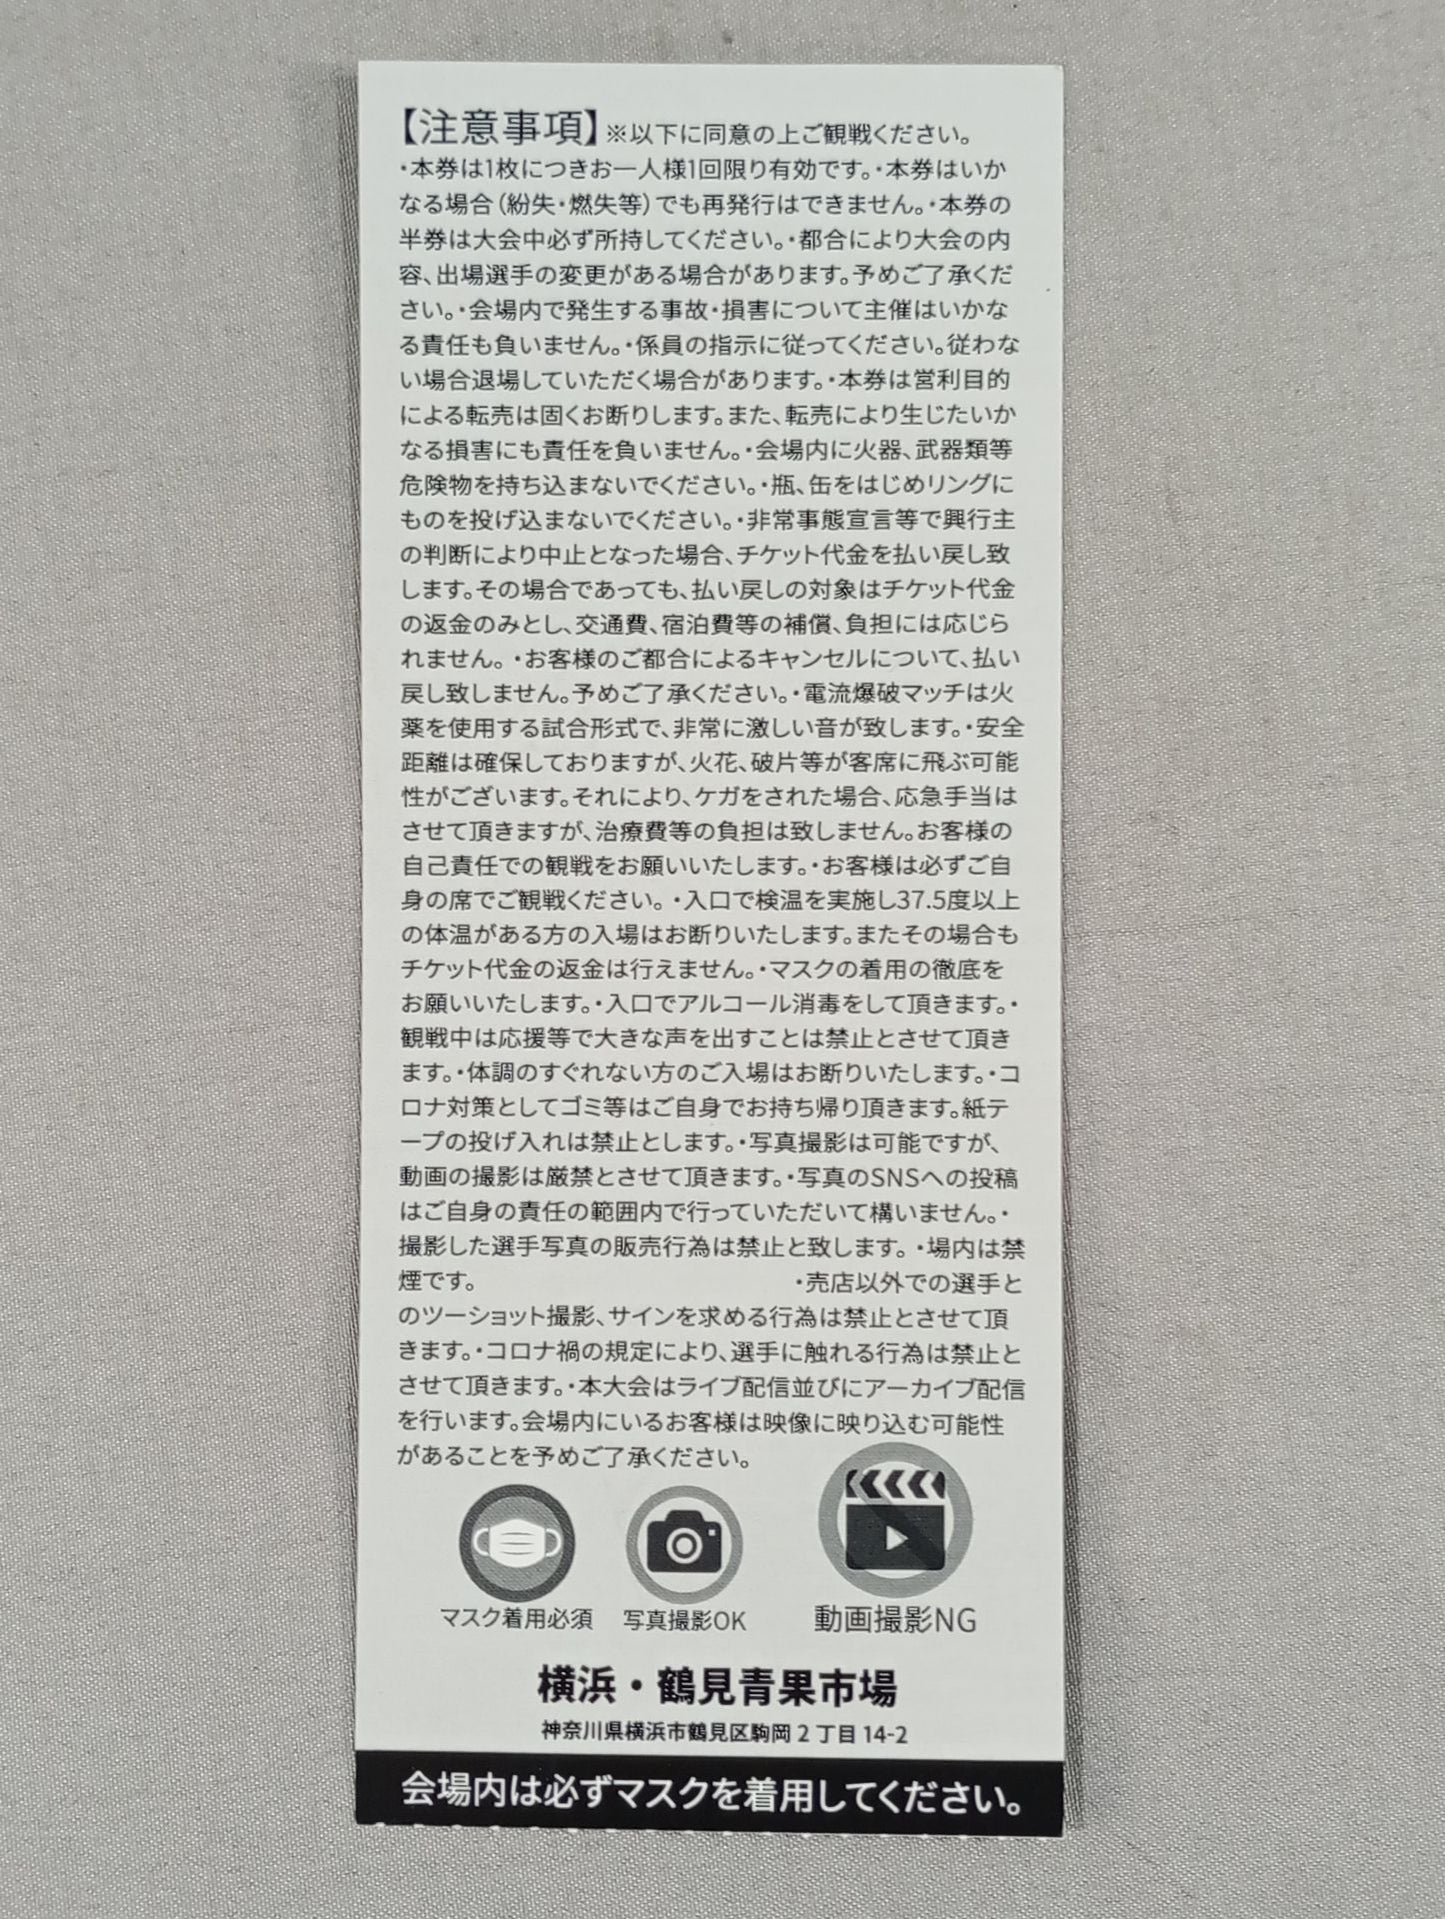 【注意事項】※以下に同意の上ご観戦ください。
・本券は1枚につきお一人様1回限り有効です。・本券はいか
なる場合（紛失・燃失等）でも再発行はできません。・本券の
半券は大会中必ず所持してください。・都合により大会の内
容、出場選手の変更がある場合があります。予めご了承くだ
さい。・会場内で発生する事故・損害について主催はいかな
る責任も負いません。・係員の指示に従ってください。従わな
い場合退場していただく場合があります。・本券は営利目的
による転売は固くお断りします。また、転売により生じたいか
なる損害にも責任を負いません。・会場内に火器、武器類等
危険物を持ち込まないでください。・瓶、缶をはじめリングに
ものを投げ込まないでください。・非常事態宣言等で興行主
の判断により中止となった場合、チケット代金を払い戻し致
します。その場合であっても、払い戻しの対象はチケット代金
の返金のみとし、交通費、宿泊費等の補償、負担には応じら
れません。・お客様のご都合によるキャンセルについて、払い
戻し致しません。予めご了承ください。・電流爆破マッチは火
薬を使用する試合形式で、非常に激しい音が致します。・安全
距離は確保しておりますが、火花、破片等が客席に飛ぶ可能
性がございます。それにより、ケガをされた場合、応急手当は
させて頂きますが、治療費等の負担は致しません。お客様の
自己責任での観戦をお願いいたします。・お客様は必ずご自
身の席でご観戦ください。・入口で検温を実施し37.5度以上
の体温がある方の入場はお断りいたします。またその場合も
チケット代金の返金は行えません。・マスクの着用の徹底を
お願いいたします。・入口でアルコール消毒をして頂きます。・
観戦中は応援等で大きな声を出すことは禁止とさせて頂き
ます。・体調のすぐれない方のご入場はお断りいたします。・コ
ロナ対策としてゴミ等はご自身でお持ち帰り頂きます。紙テ
ープの投げ入れは禁止とします。・写真撮影は可能ですが、
動画の撮影は厳禁とさせて頂きます。・写真のSNSへの投稿
はご自身の責任の範囲内で行っていただいて構いません。・
撮影した選手写真の販売行為は禁止と致します。・場内は禁
煙です。 ・売店以外での選手と
のツーショット撮影、サインを求める行為は禁止とさせて頂
きます。・コロナ禍の規定により、選手に触れる行為は禁止と
させて頂きます。・本大会はライブ配信並びにアーカイブ配信
を行います。会場内にいるお客様は映像に映り込む可能性
があることを予めご了承ください。
マスク着用必須 写真撮影OK 動画撮影NG
横浜・鶴見青果市場
神奈川県横浜市鶴見区駒岡2丁目14-2
会場内は必ずマスクを着用してください。